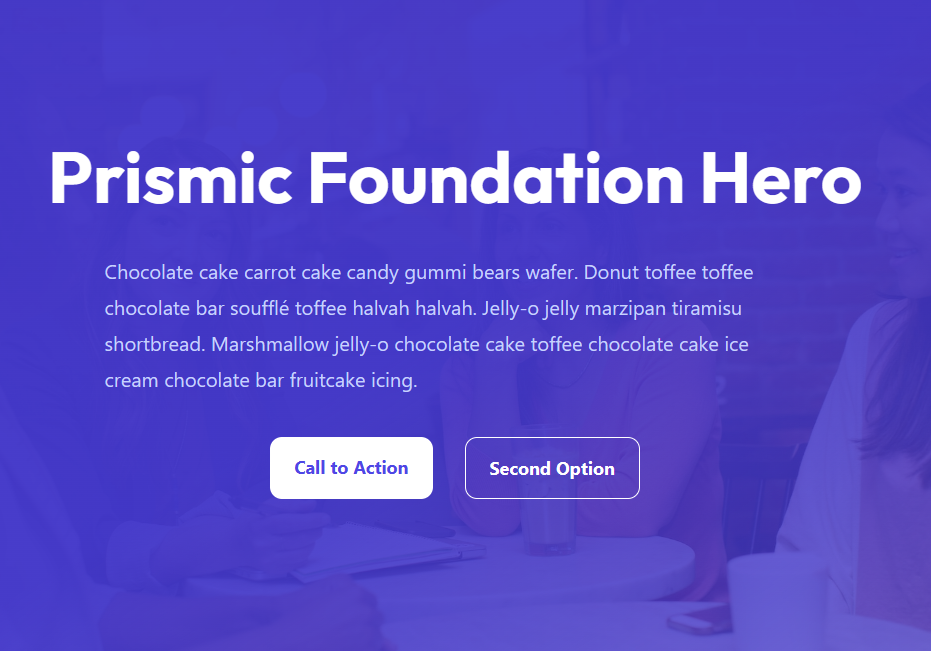 Prismic Foundation Hero
Chocolate cake carrot cake candy gummi bears wafer. Donut toffee toffee
chocolate bar soufflé toffee halvah halvah. Jelly-o jelly marzipan tiramisu
shortbread. Marshmallow jelly-o chocolate cake toffee chocolate cake ice
cream chocolate bar fruitcake icing.
Call to Action
Second Option